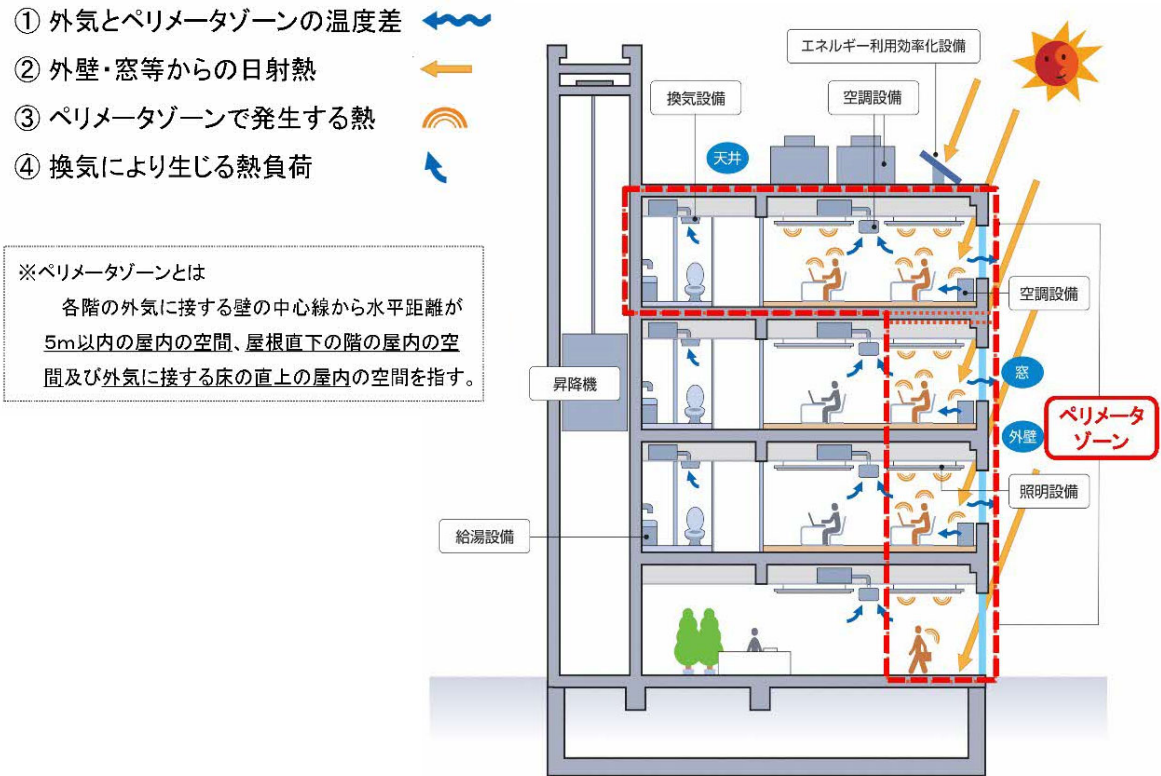 ① 外気とペリメータゾーンの温度差
② 外壁・窓等からの日射熱
③ ペリメータゾーンで発生する熱
④ 換気により生じる熱負荷
※ペリメータゾーンとは
各階の外気に接する壁の中心線から水平距離が
5m以内の屋内の空間、屋根直下の階の屋内の空
間及び外気に接する床の直上の屋内の空間を指す。
エネルギー利用効率化設備
換気設備
空調設備
天井
空調設備
昇降機
窓
外壁
ペリメータ
ゾーン
照明設備
給湯設備